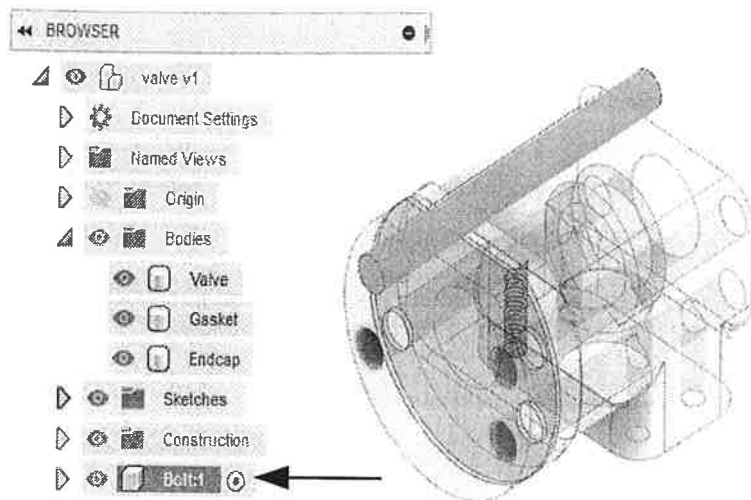 BROWSER
valve v1
Document Settings
Named Views
Origin
Bodies
Valve
Gasket
Endcap
Sketches
Construction
Bolt:1